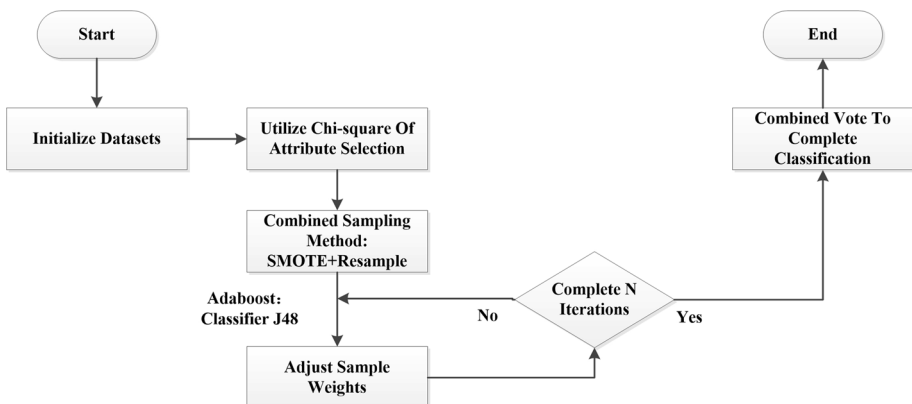 Start
End
Initialize Datasets
Utilize Chi-square Of
Attribute Selection
Combined Vote To
Complete
Classification
Combined Sampling
Method:
SMOTE+Resample
Adaboost：
Classifier J48
Complete N
Iterations
No
Yes
Adjust Sample
Weights